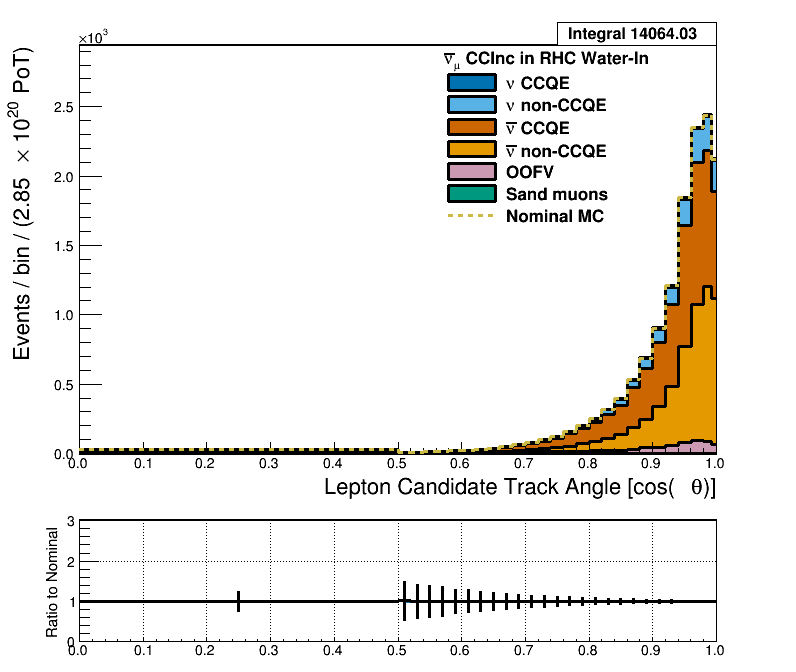 Integral 14064.03
×10³
ν̅μ CCInc in RHC Water-In
ν CCQE
ν non-CCQE
ν̅ CCQE
ν̅ non-CCQE
OOFV
Sand muons
Nominal MC
Events / bin / (2.85 × 10²⁰ PoT)
2.5
2.0
1.5
1.0
0.5
0.0
0.0 0.1 0.2 0.3 0.4 0.5 0.6 0.7 0.8 0.9 1.0
Lepton Candidate Track Angle [cos( θ)]
Ratio to Nominal
3
2
1
0
0.0 0.1 0.2 0.3 0.4 0.5 0.6 0.7 0.8 0.9 1.0